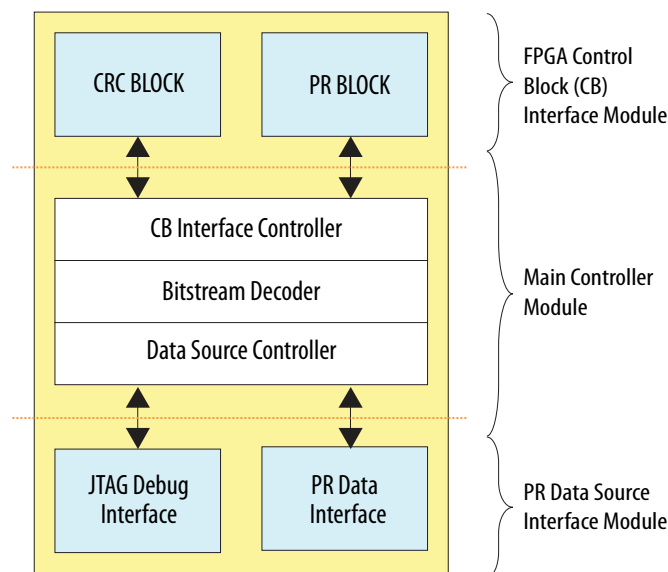 CRC BLOCK
PR BLOCK
FPGA Control
Block (CB)
Interface Module
CB Interface Controller
Bitstream Decoder
Data Source Controller
Main Controller
Module
JTAG Debug
Interface
PR Data
Interface
PR Data Source
Interface Module